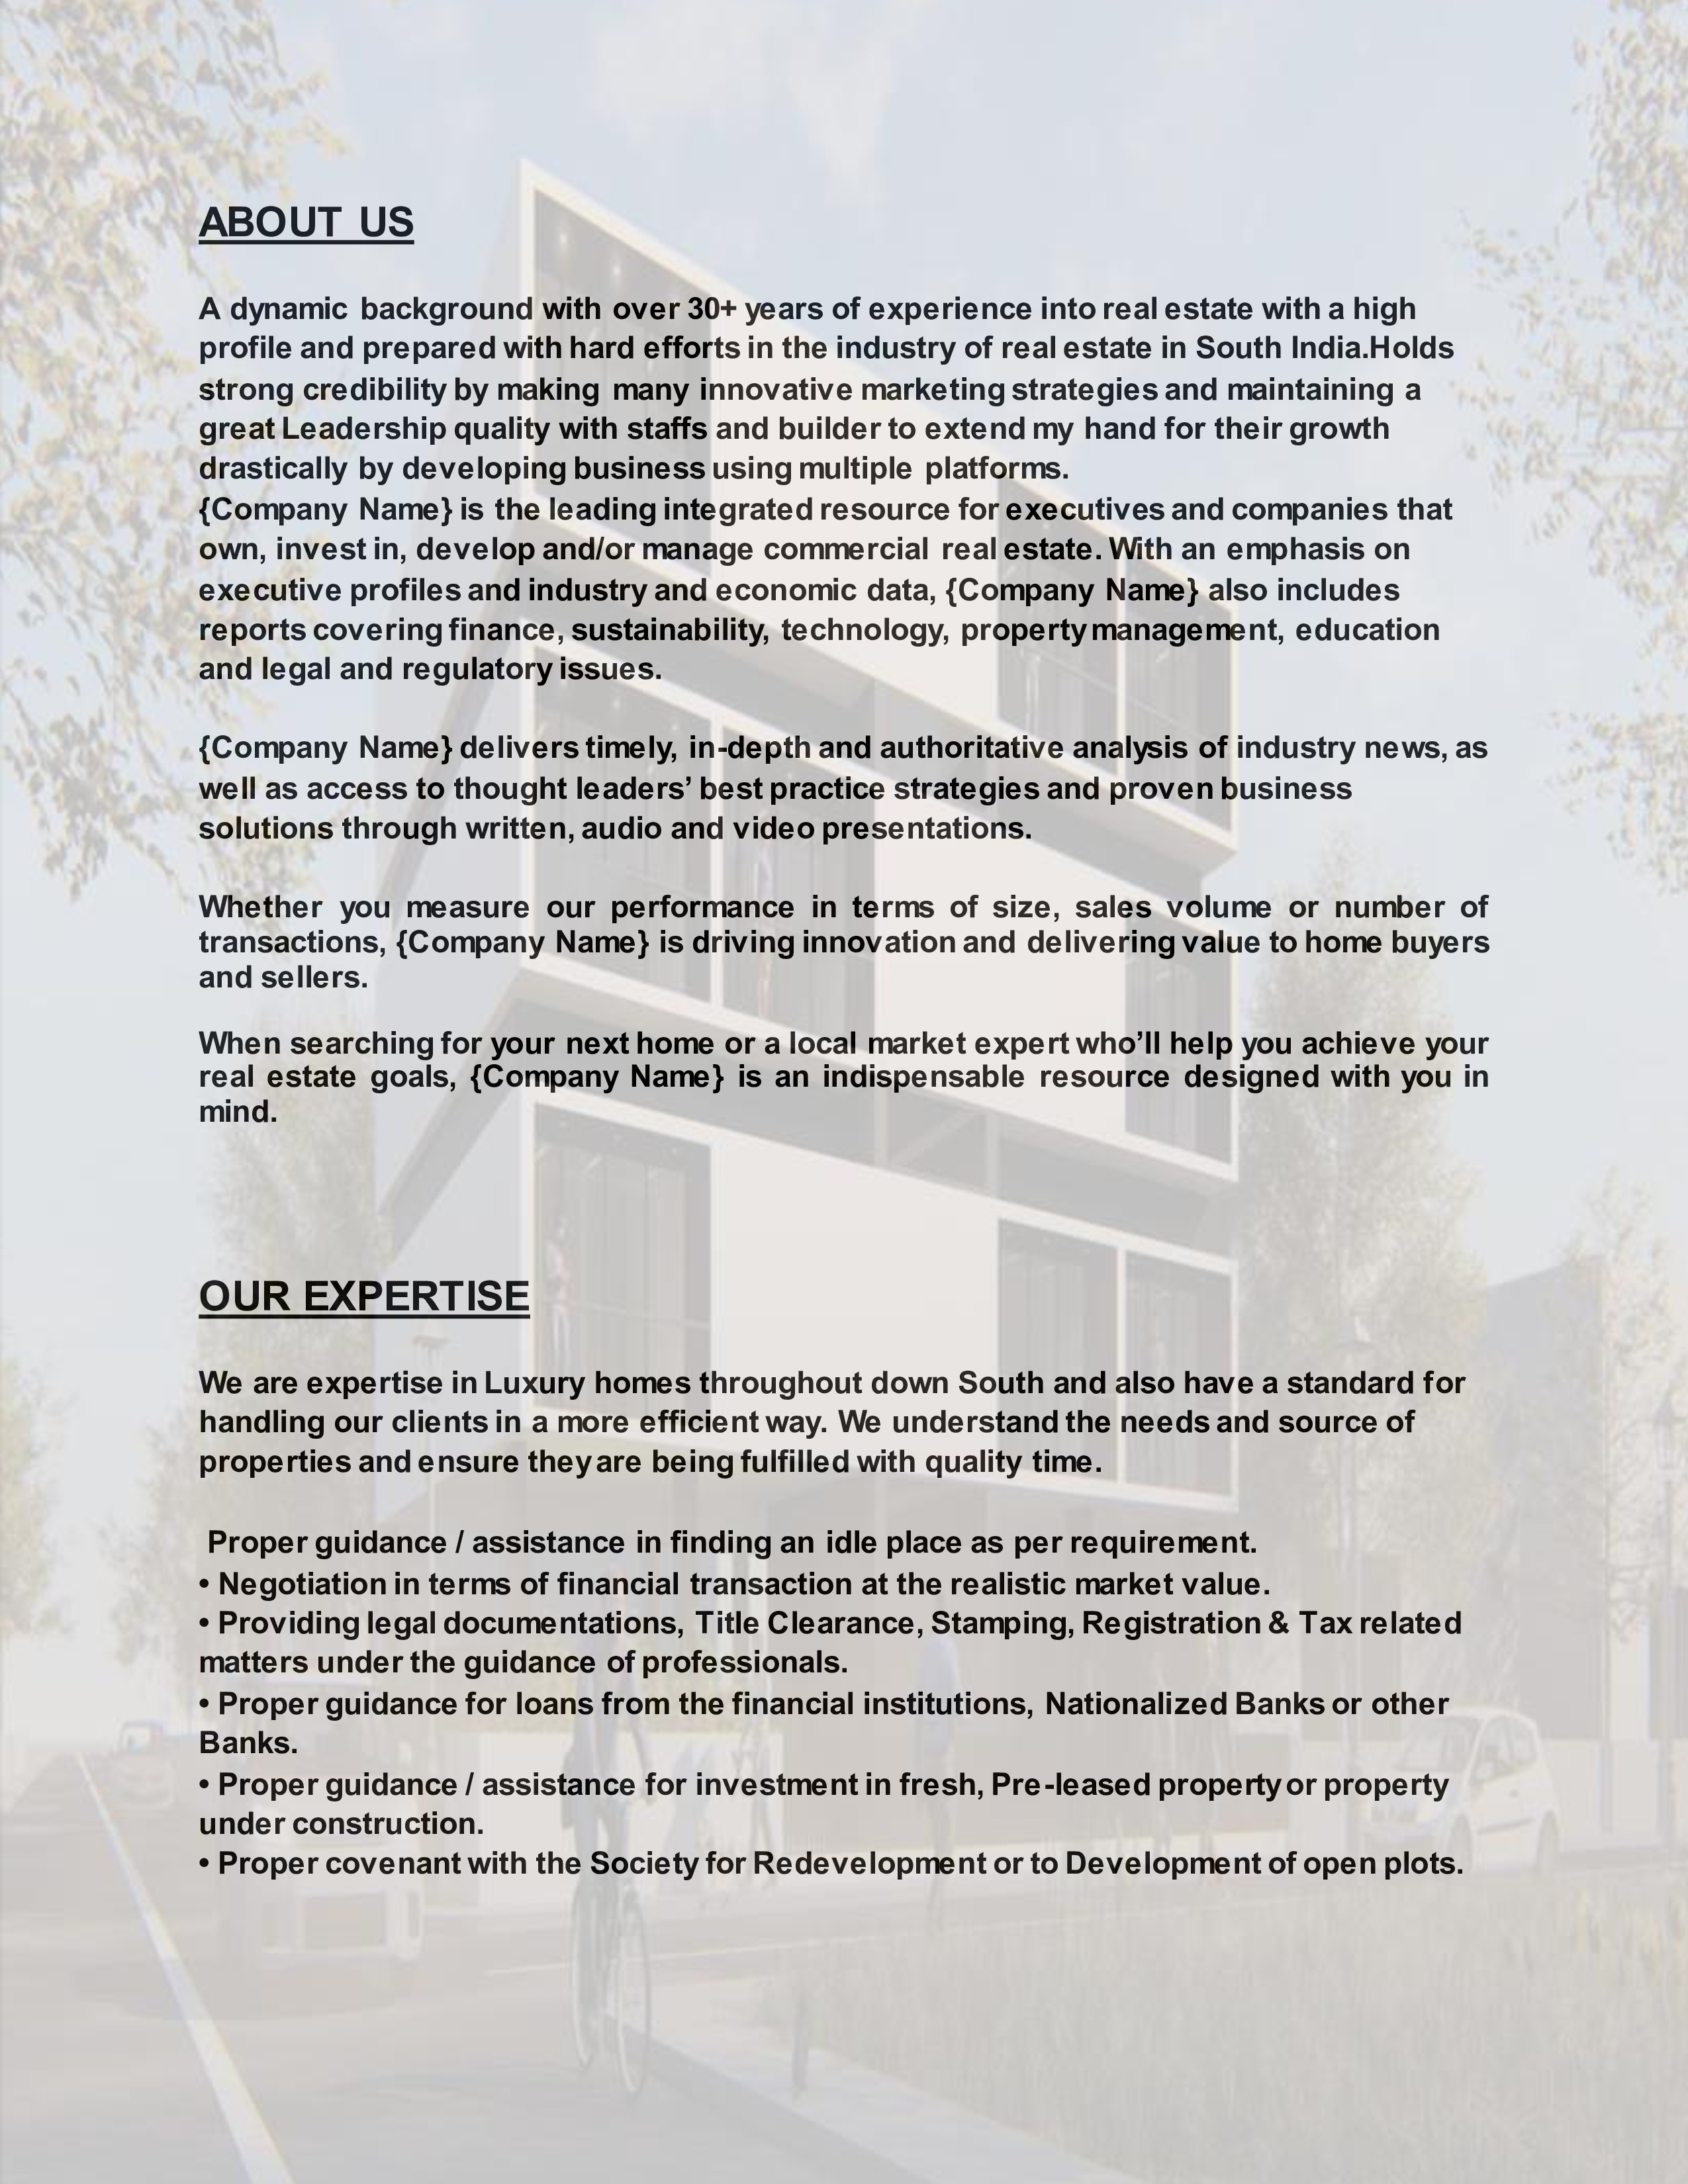 ABOUT US
A dynamic background with over 30+ years of experience into real estate with a high
profile and prepared with hard efforts in the industry of real estate in South India.Holds
strong credibility by making many innovative marketing strategies and maintaining a
great Leadership quality with staffs and builder to extend my hand for their growth
drastically by developing business using multiple platforms.
{Company Name} is the leading integrated resource for executives and companies that
own, invest in, develop and/or manage commercial real estate. With an emphasis on
executive profiles and industry and economic data, {Company Name} also includes
reports covering finance, sustainability, technology, property management, education
and legal and regulatory issues.
{Company Name} delivers timely, in-depth and authoritative analysis of industry news, as
well as access to thought leaders’ best practice strategies and proven business
solutions through written, audio and video presentations.
Whether you measure our performance in terms of size, sales volume or number of
transactions, {Company Name} is driving innovation and delivering value to home buyers
and sellers.
When searching for your next home or a local market expert who’ll help you achieve your
real estate goals, {Company Name} is an indispensable resource designed with you in
mind.
OUR EXPERTISE
We are expertise in Luxury homes throughout down South and also have a standard for
handling our clients in a more efficient way. We understand the needs and source of
properties and ensure they are being fulfilled with quality time.
Proper guidance / assistance in finding an idle place as per requirement.
• Negotiation in terms of financial transaction at the realistic market value.
• Providing legal documentations, Title Clearance, Stamping, Registration & Tax related
matters under the guidance of professionals.
• Proper guidance for loans from the financial institutions, Nationalized Banks or other
Banks.
• Proper guidance / assistance for investment in fresh, Pre-leased property or property
under construction.
• Proper covenant with the Society for Redevelopment or to Development of open plots.